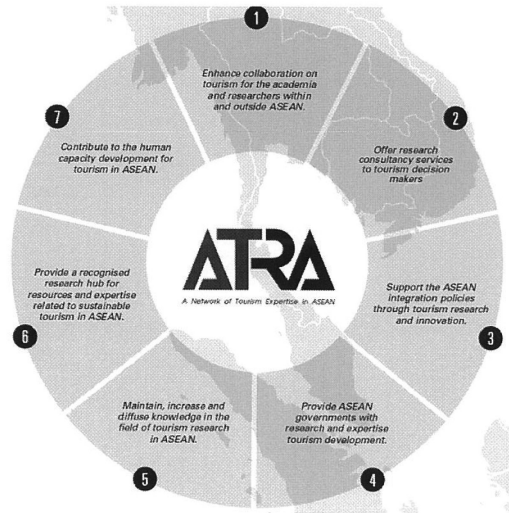 1
Enhance collaboration on
tourism for the academia
and researchers within
and outside ASEAN.
2
Offer research
consultancy services
to tourism decision
makers
3
Support the ASEAN
integration policies
through tourism research
and innovation.
4
Provide ASEAN
governments with
research and expertise
tourism development.
5
Maintain, increase and
diffuse knowledge in the
field of tourism research
in ASEAN.
6
Provide a recognised
research hub for
resources and expertise
related to sustainable
tourism in ASEAN.
7
Contribute to the human
capacity development for
tourism in ASEAN.
ATRA
A Network of Tourism Expertise in ASEAN